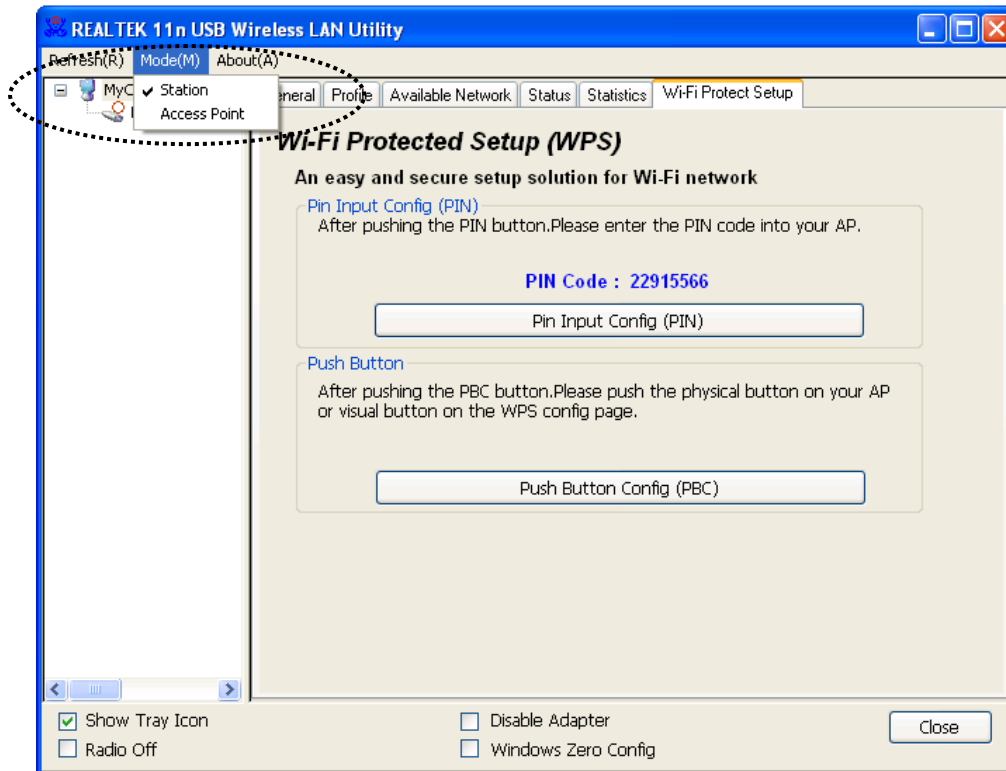 REALTEK 11n USB Wireless LAN Utility
Refresh(R) Mode(M) About(A)
Station
Access Point
MyC
General Profile Available Network Status Statistics Wi-Fi Protect Setup
Wi-Fi Protected Setup (WPS)
An easy and secure setup solution for Wi-Fi network
Pin Input Config (PIN)
After pushing the PIN button.Please enter the PIN code into your AP.
PIN Code : 22915566
Pin Input Config (PIN)
Push Button
After pushing the PBC button.Please push the physical button on your AP
or visual button on the WPS config page.
Push Button Config (PBC)
Show Tray Icon
Radio Off
Disable Adapter
Windows Zero Config
Close